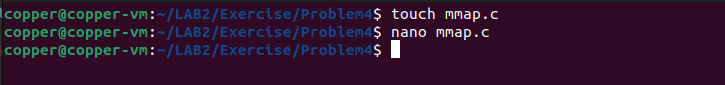 copper@copper-vm:~/LAB2/Exercise/Problem4$ touch mmap.c
copper@copper-vm:~/LAB2/Exercise/Problem4$ nano mmap.c
copper@copper-vm:~/LAB2/Exercise/Problem4$